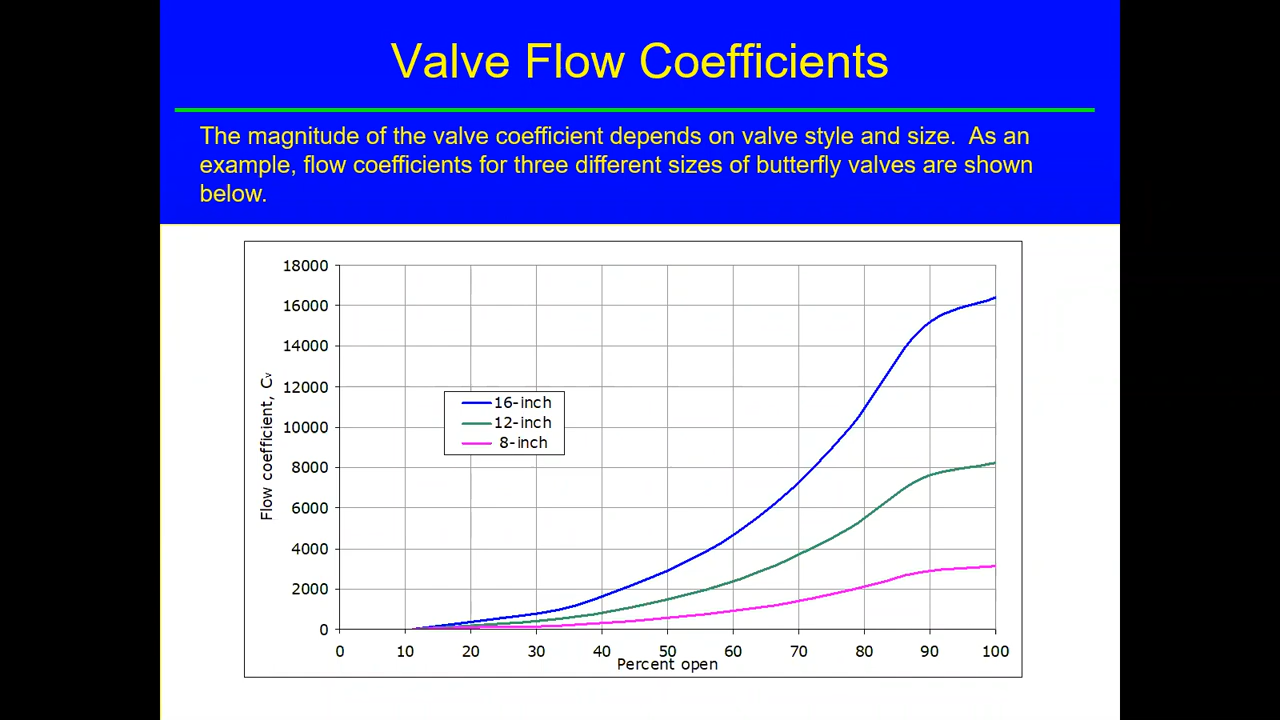 Valve Flow Coefficients
The magnitude of the valve coefficient depends on valve style and size.  As an
example, flow coefficients for three different sizes of butterfly valves are shown
below.
18000
16000
14000
12000
10000
8000
6000
4000
2000
0
Flow coefficient, Cv
16-inch
12-inch
8-inch
0 10 20 30 40 50 60 70 80 90 100
Percent open